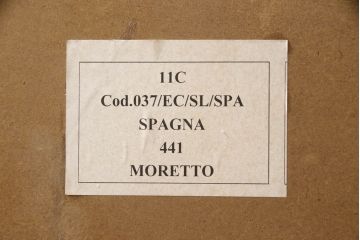 11C
Cod.037/EC/SL/SPA
SPAGNA
441
MORETTO